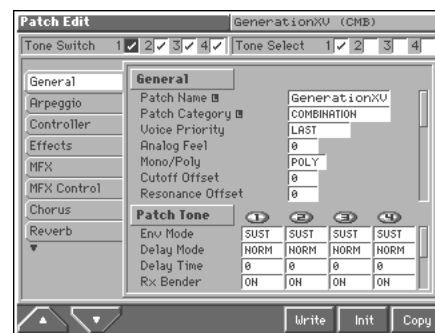 Patch Edit GenerationXV (CMB)
Tone Switch 1 2 3 4 Tone Select 1 2 3 4
General
Arpeggio
Controller
Effects
MFX
MFX Control
Chorus
Reverb
General
Patch Name GenerationXV
Patch Category COMBINATION
Voice Priority LAST
Analog Feel 0
Mono/Poly POLY
Cutoff Offset 0
Resonance Offset 0
Patch Tone 1 2 3 4
Env Mode SUST SUST SUST SUST
Delay Mode NORM NORM NORM NORM
Delay Time 0 0 0 0
Rx Bender ON ON ON ON
Write Init Copy